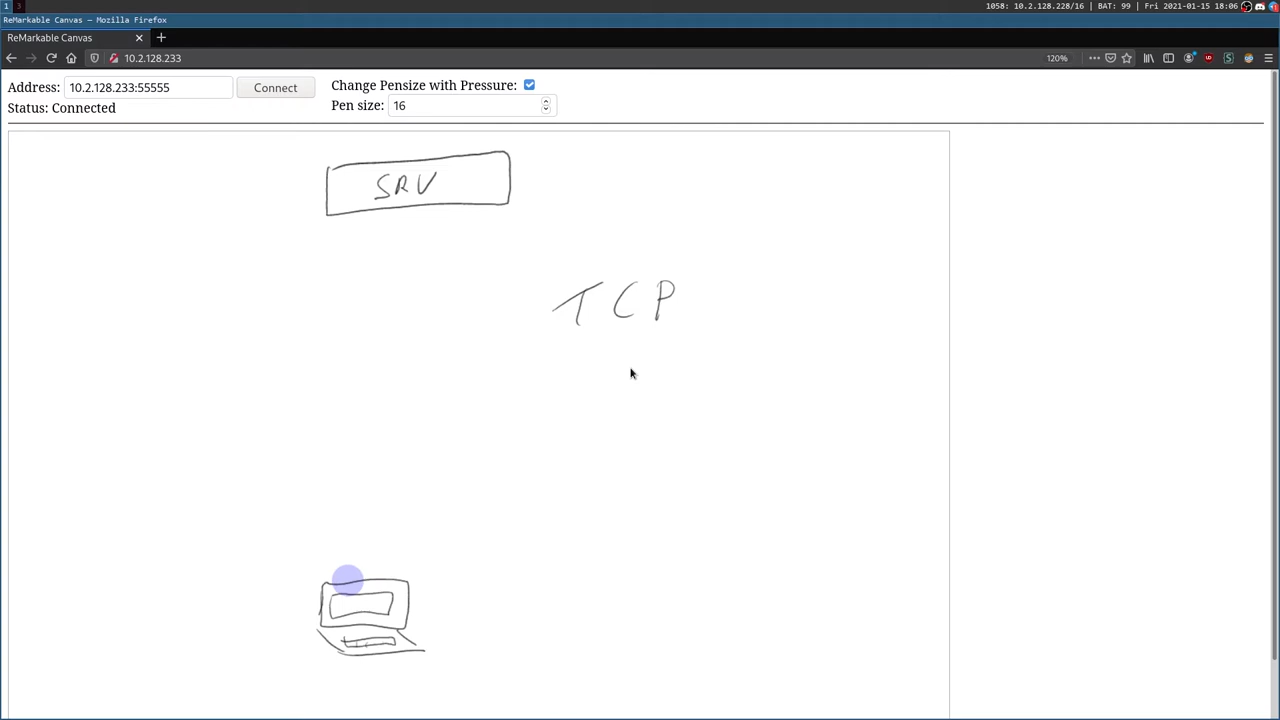 1 3 1058: 10.2.128.228/16 | BAT: 99 | Fri 2021-01-15 18:06
ReMarkable Canvas — Mozilla Firefox
ReMarkable Canvas
10.2.128.233 120%
Address: 10.2.128.233:55555 Connect Change Pensize with Pressure:
Status: Connected Pen size: 16
SRV
TCP